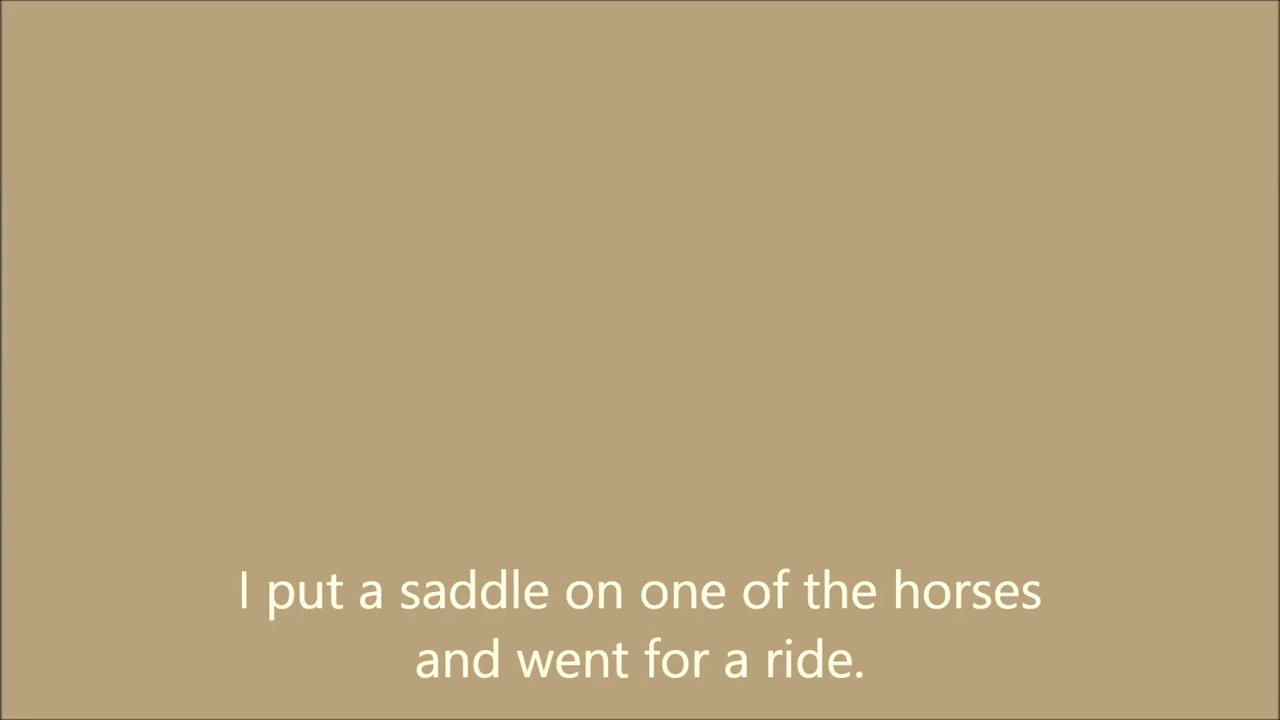 I put a saddle on one of the horses
and went for a ride.